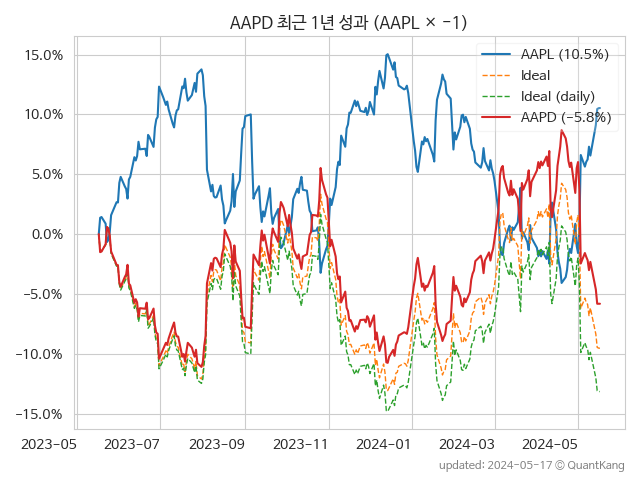 AAPD 최근 1년 성과 (AAPL × −1)
15.0%
10.0%
5.0%
0.0%
−5.0%
−10.0%
−15.0%
AAPL (10.5%)
Ideal
Ideal (daily)
AAPD (−5.8%)
2023-05
2023-07
2023-09
2023-11
2024-01
2024-03
2024-05
updated: 2024-05-17 © QuantKang